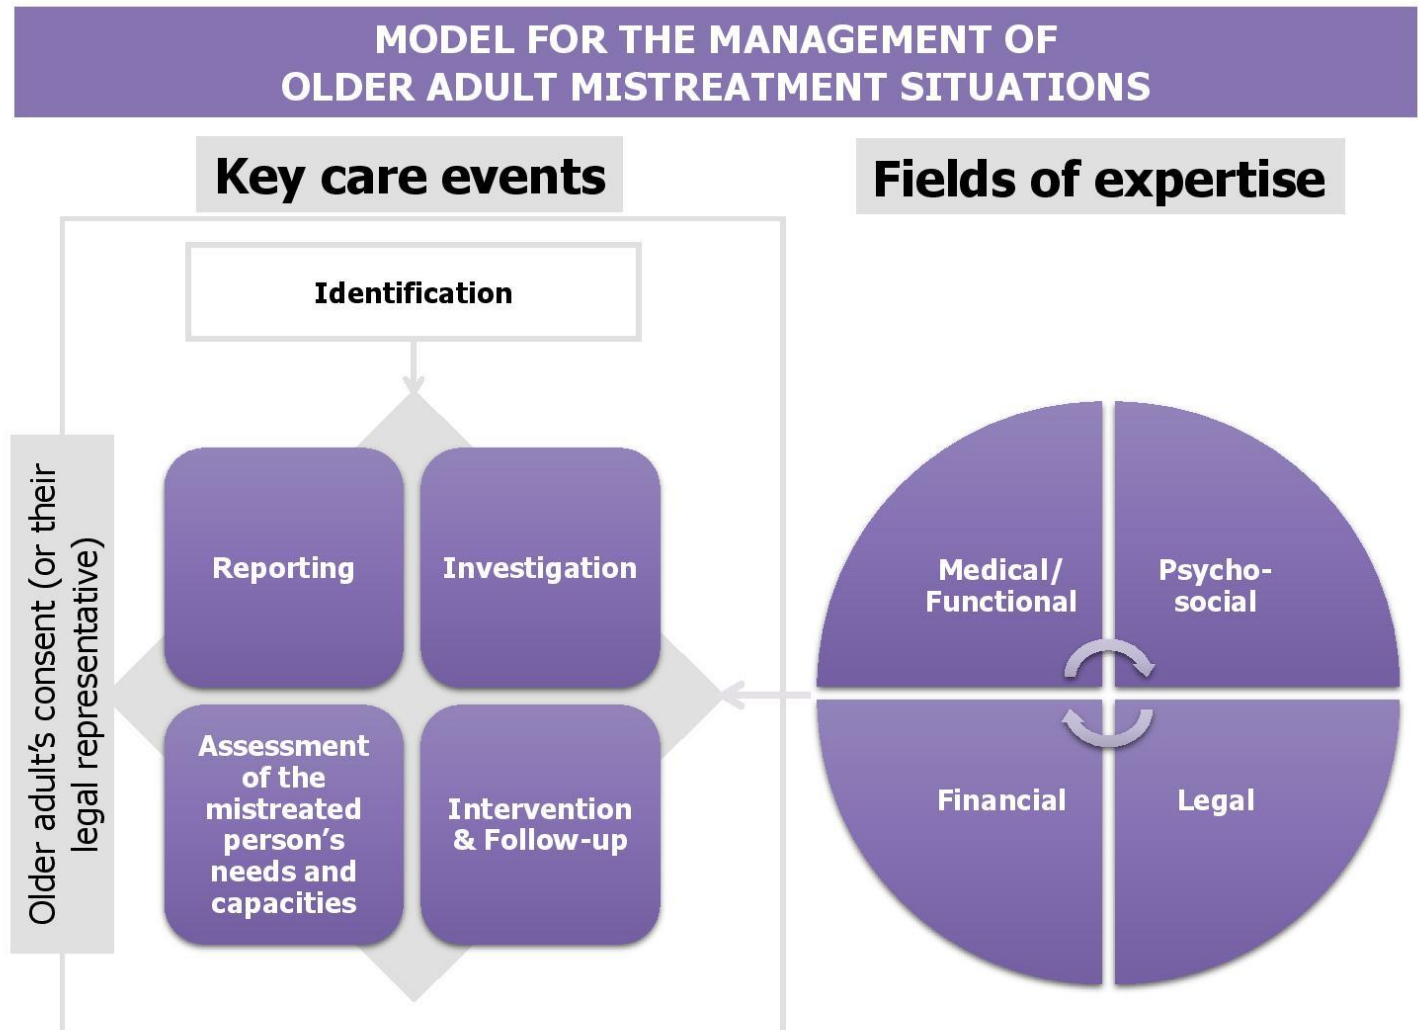 MODEL FOR THE MANAGEMENT OF
OLDER ADULT MISTREATMENT SITUATIONS
Key care events
Fields of expertise
Identification
Older adult’s consent (or their
legal representative)
Reporting
Investigation
Assessment
of the
mistreated
person’s
needs and
capacities
Intervention
& Follow-up
Medical/
Functional
Psycho-
social
Financial
Legal